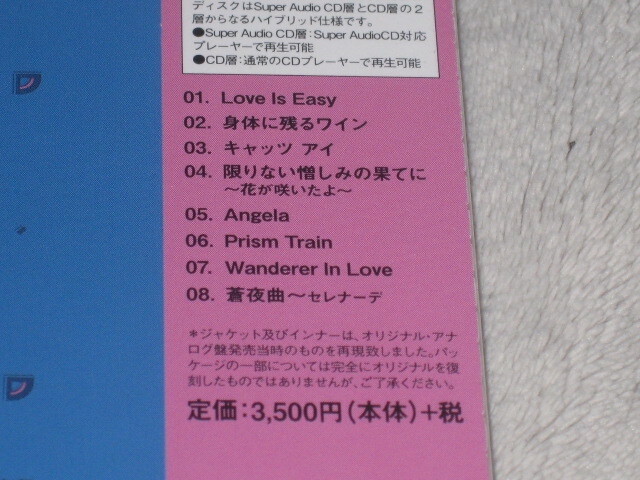 ディスクはSuper Audio CD層とCD層の2
層からなるハイブリッド仕様です。
●Super Audio CD層:Super AudioCD対応
プレーヤーで再生可能
●CD層:通常のCDプレーヤーで再生可能
01. Love Is Easy
02. 身体に残るワイン
03. キャッツ アイ
04. 限りない憎しみの果てに
～花が咲いたよ～
05. Angela
06. Prism Train
07. Wanderer In Love
08. 蒼夜曲～セレナーデ
＊ジャケット及びインナーは、オリジナル・アナ
ログ盤発売当時のものを再現致しました。パッ
ケージの一部については完全にオリジナルを復
刻したものではありませんが、ご了承ください。
定価:3,500円(本体)+税